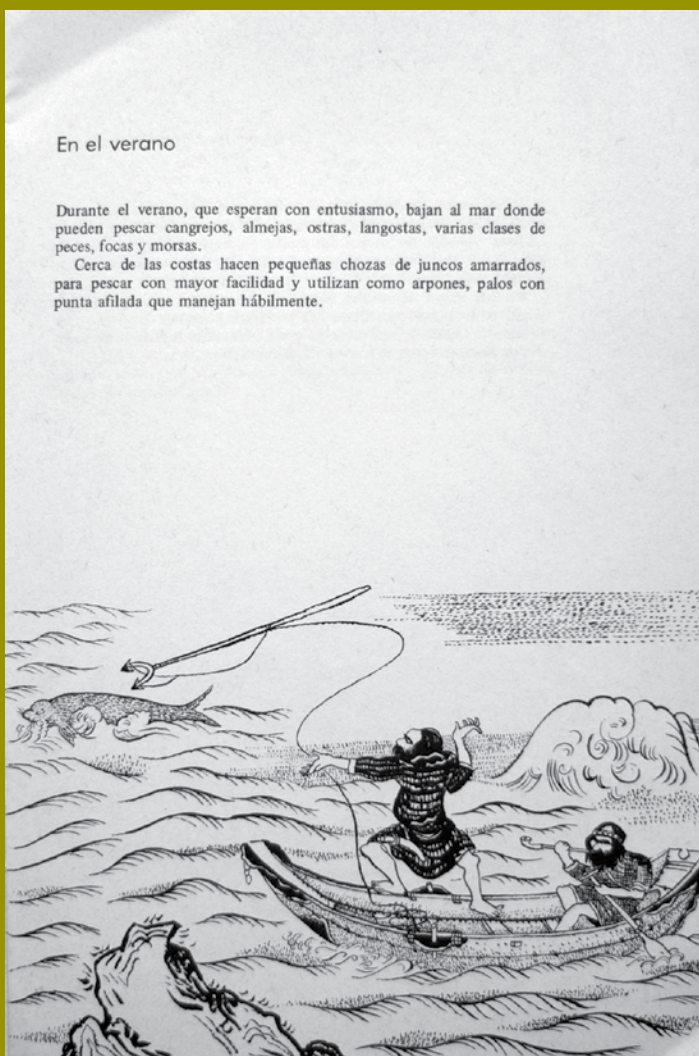 En el verano
Durante el verano, que esperan con entusiasmo, bajan al mar donde
pueden pescar cangrejos, almejas, ostras, langostas, varias clases de
peces, focas y morsas.
Cerca de las costas hacen pequeñas chozas de juncos amarrados,
para pescar con mayor facilidad y utilizan como arpones, palos con
punta afilada que manejan hábilmente.